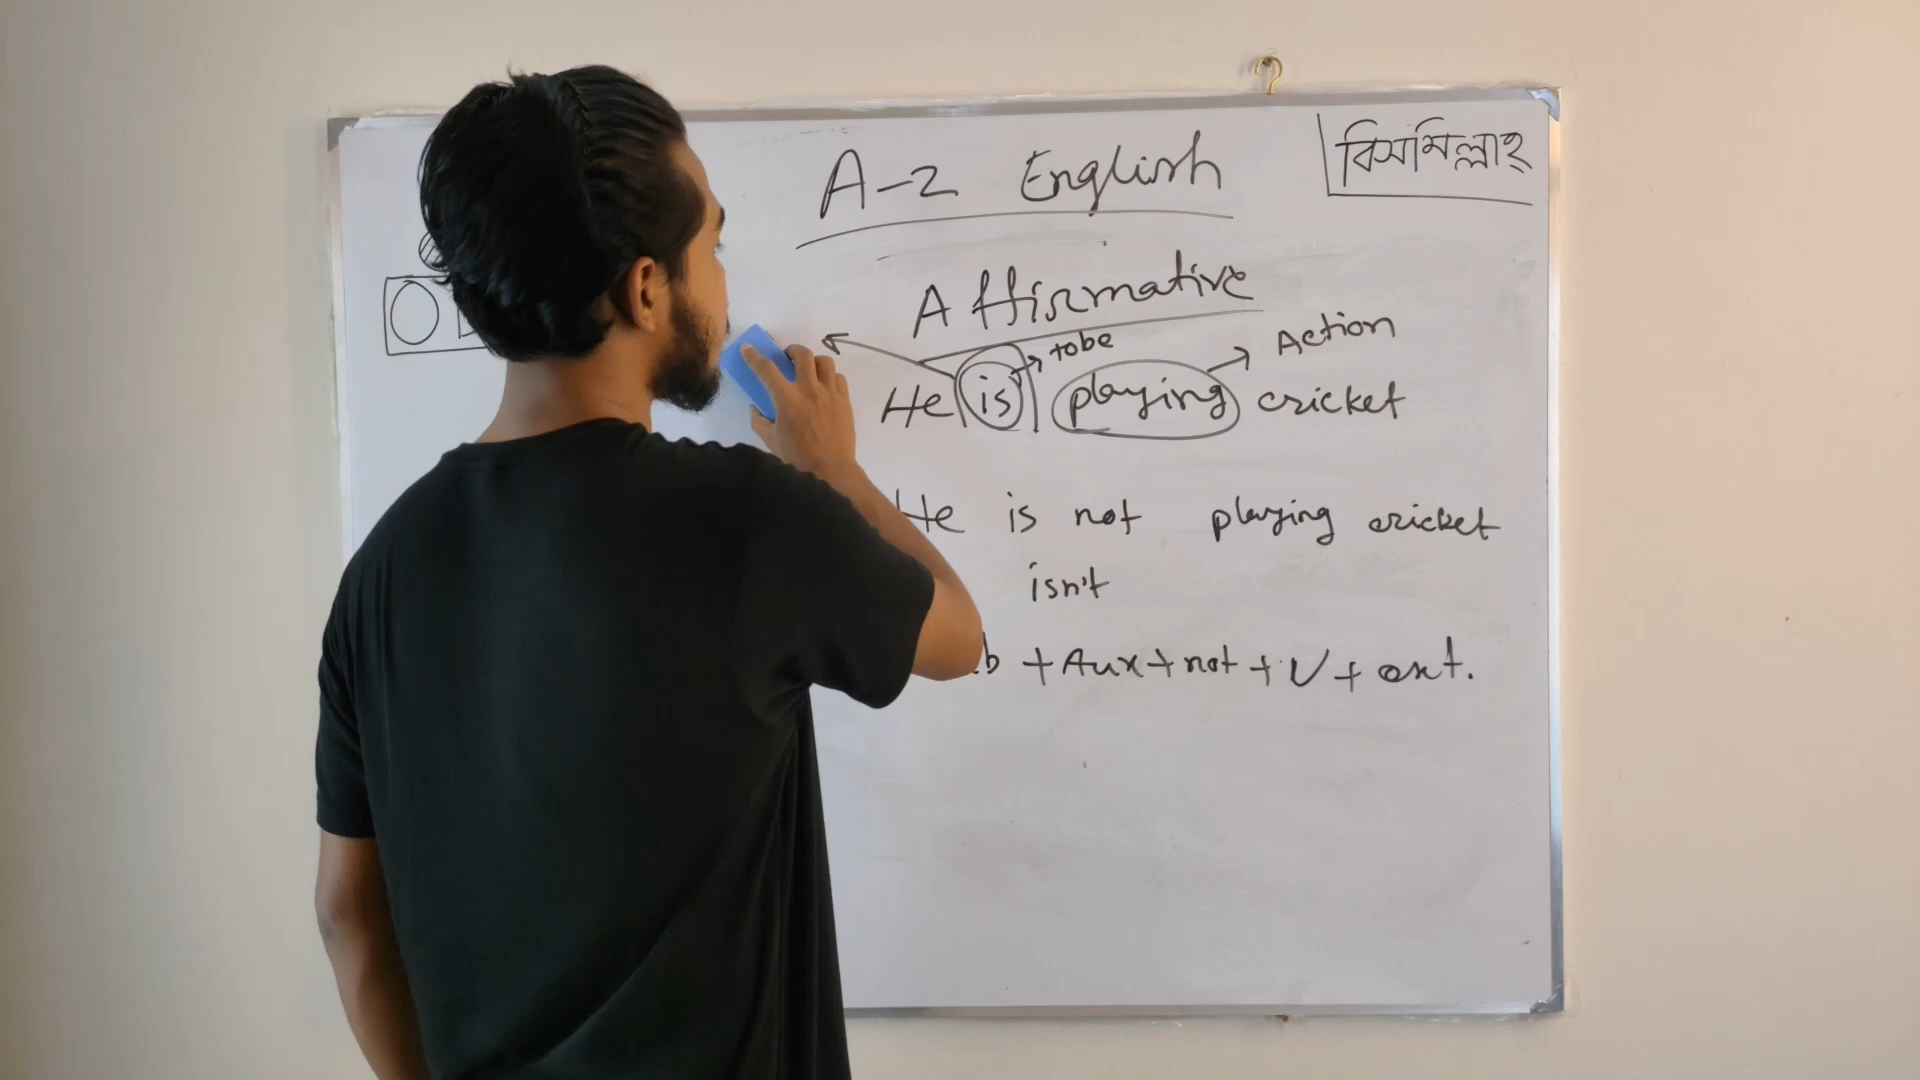 A-Z English
বিসমিল্লাহ্
Affirmative
tobe
Action
He is playing cricket
He is not playing cricket
isn't
+ Aux + not + V + ext.